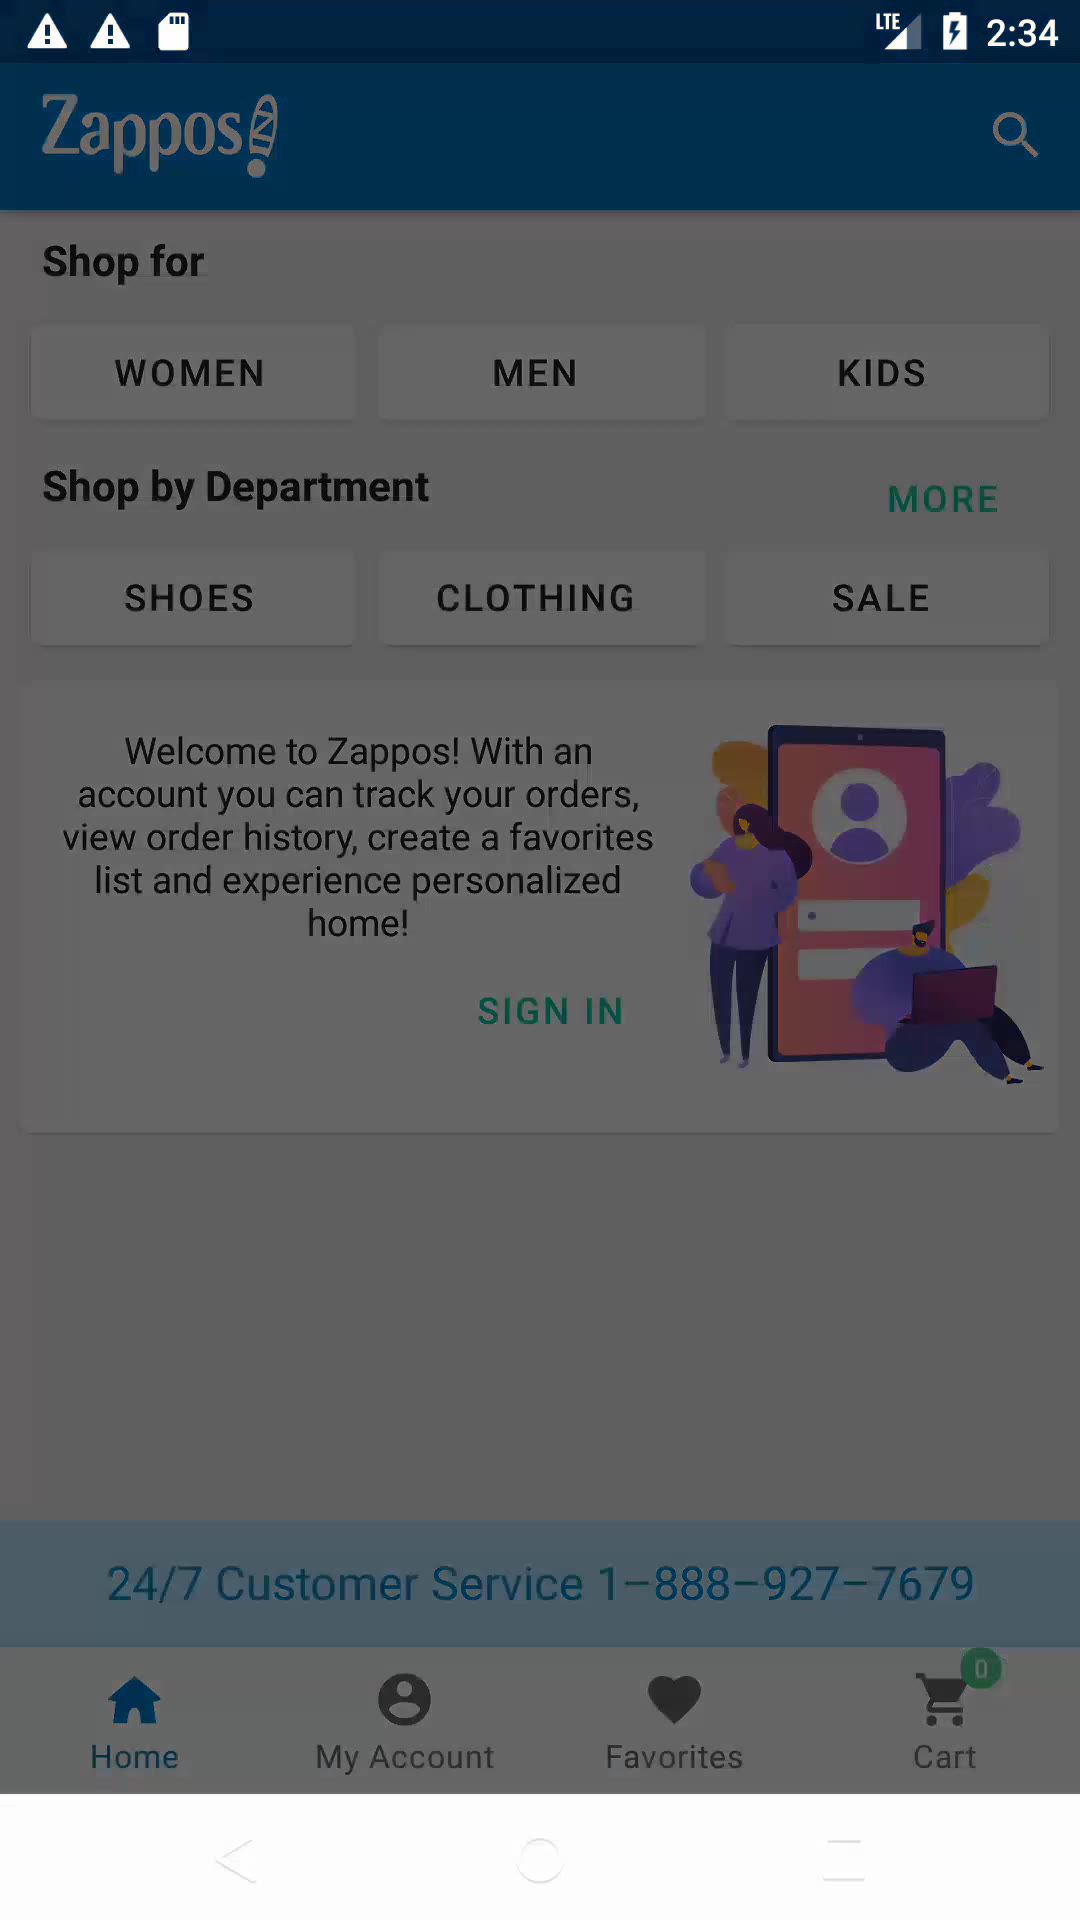 LTE 2:34
Zappos
Shop for
WOMEN MEN KIDS
Shop by Department
MORE
SHOES CLOTHING SALE
Welcome to Zappos! With an
account you can track your orders,
view order history, create a favorites
list and experience personalized
home!
SIGN IN
24/7 Customer Service 1-888-927-7679
0
Home My Account Favorites Cart